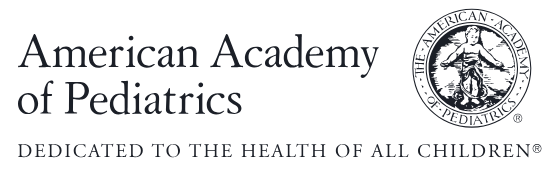 American Academy
of Pediatrics
THE · AMERICAN · ACADEMY · OF · PEDIATRICS ·
®
DEDICATED TO THE HEALTH OF ALL CHILDREN®